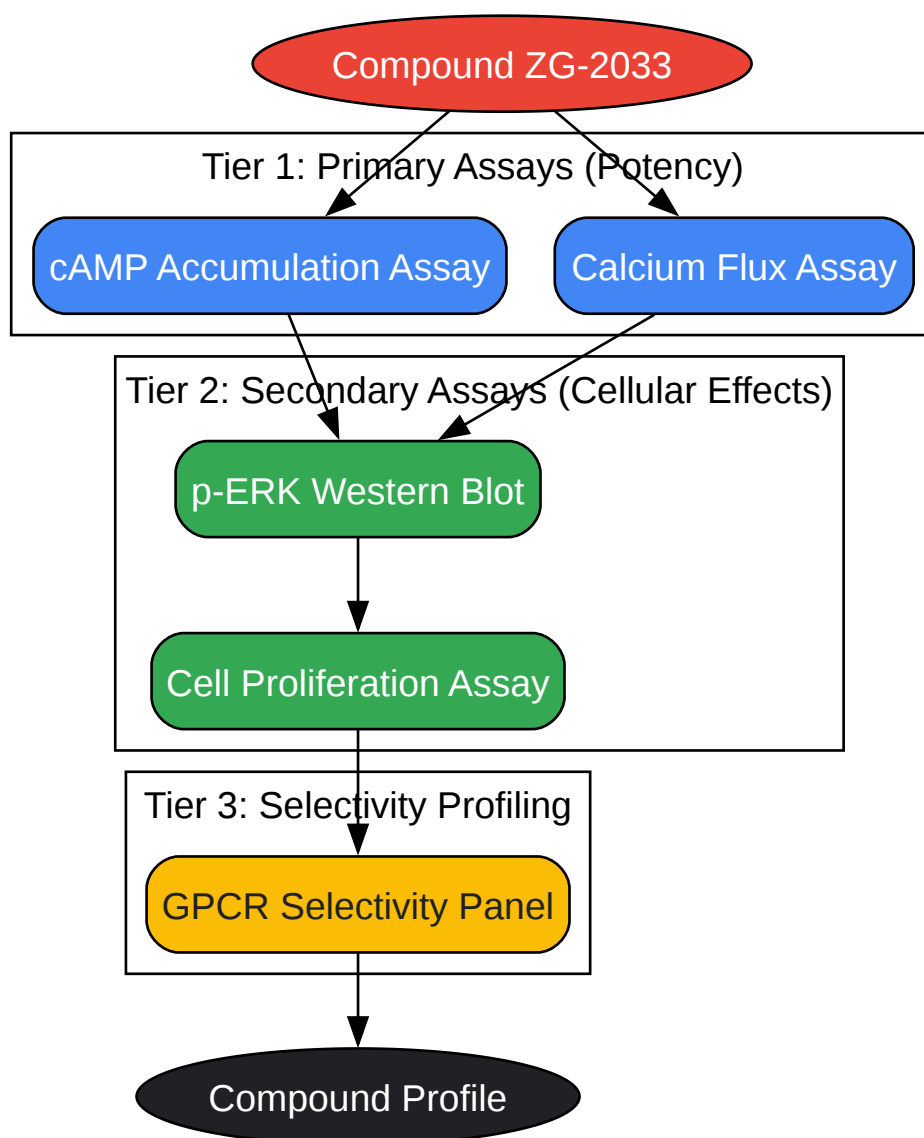 Compound ZG-2033
Tier 1: Primary Assays (Potency)
cAMP Accumulation Assay
Calcium Flux Assay
Tier 2: Secondary Assays (Cellular Effects)
p-ERK Western Blot
Cell Proliferation Assay
Tier 3: Selectivity Profiling
GPCR Selectivity Panel
Compound Profile